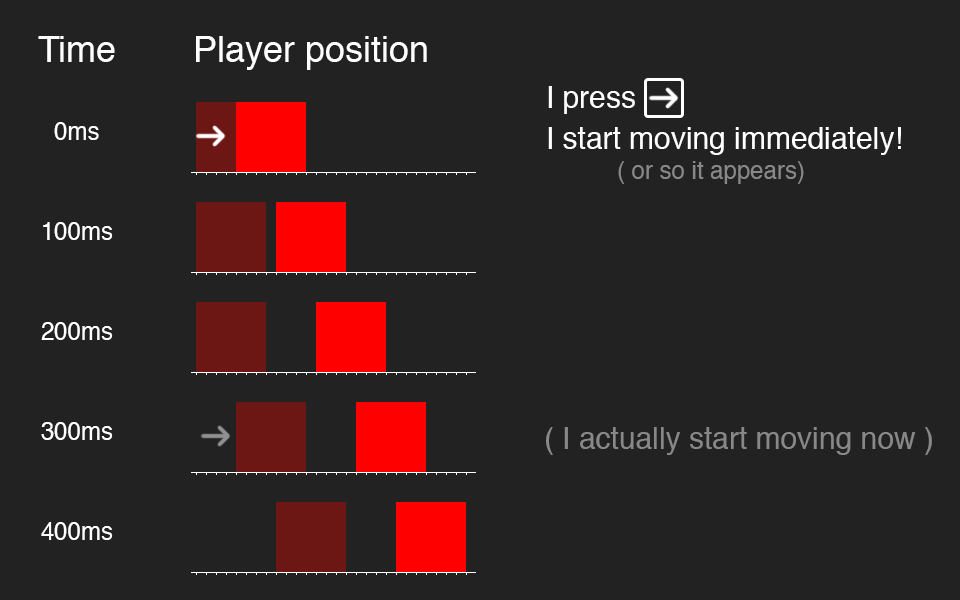 Time Player position
0ms
I press →
I start moving immediately!
( or so it appears)
100ms
200ms
300ms
( I actually start moving now )
400ms